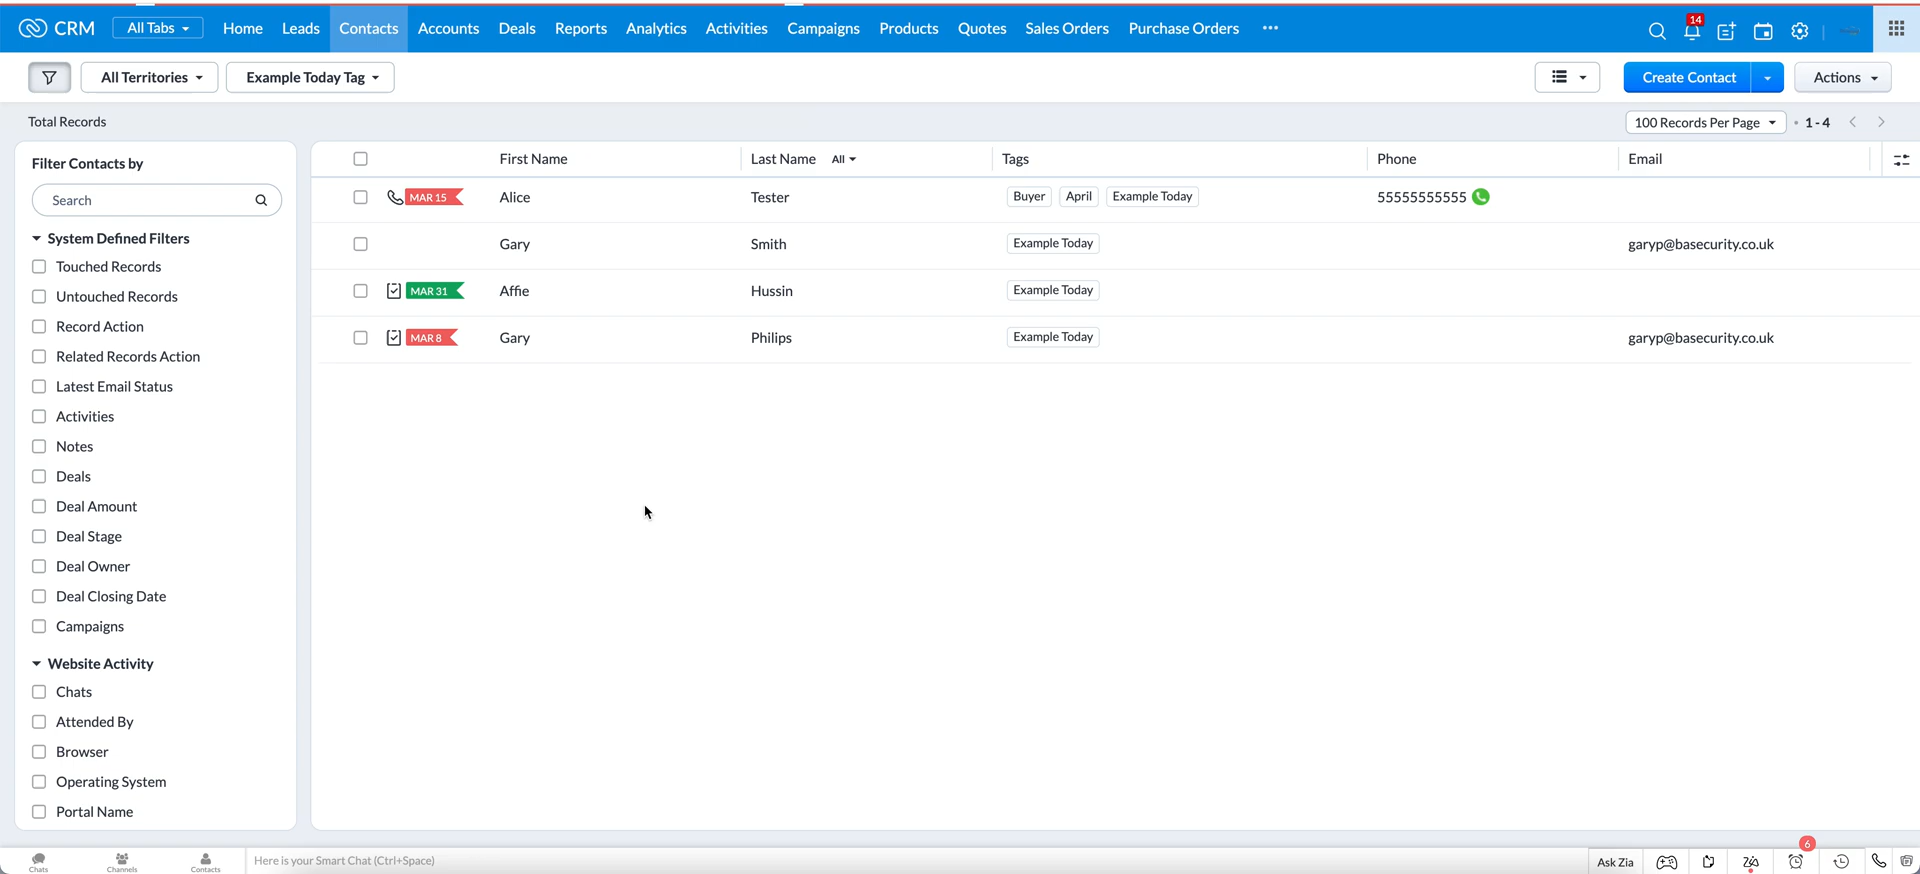 CRM All Tabs Home Leads Contacts Accounts Deals Reports Analytics Activities Campaigns Products Quotes Sales Orders Purchase Orders ··· 14
All Territories Example Today Tag Create Contact Actions
Total Records 100 Records Per Page • 1 - 4
Filter Contacts by
Search
System Defined Filters
Touched Records
Untouched Records
Record Action
Related Records Action
Latest Email Status
Activities
Notes
Deals
Deal Amount
Deal Stage
Deal Owner
Deal Closing Date
Campaigns
Website Activity
Chats
Attended By
Browser
Operating System
Portal Name
First Name Last Name All Tags Phone Email
MAR 15 Alice Tester Buyer April Example Today 55555555555
Gary Smith Example Today garyp@basecurity.co.uk
MAR 31 Affie Hussin Example Today
MAR 8 Gary Philips Example Today garyp@basecurity.co.uk
Chats Channels Contacts Here is your Smart Chat (Ctrl+Space) Ask Zia 6